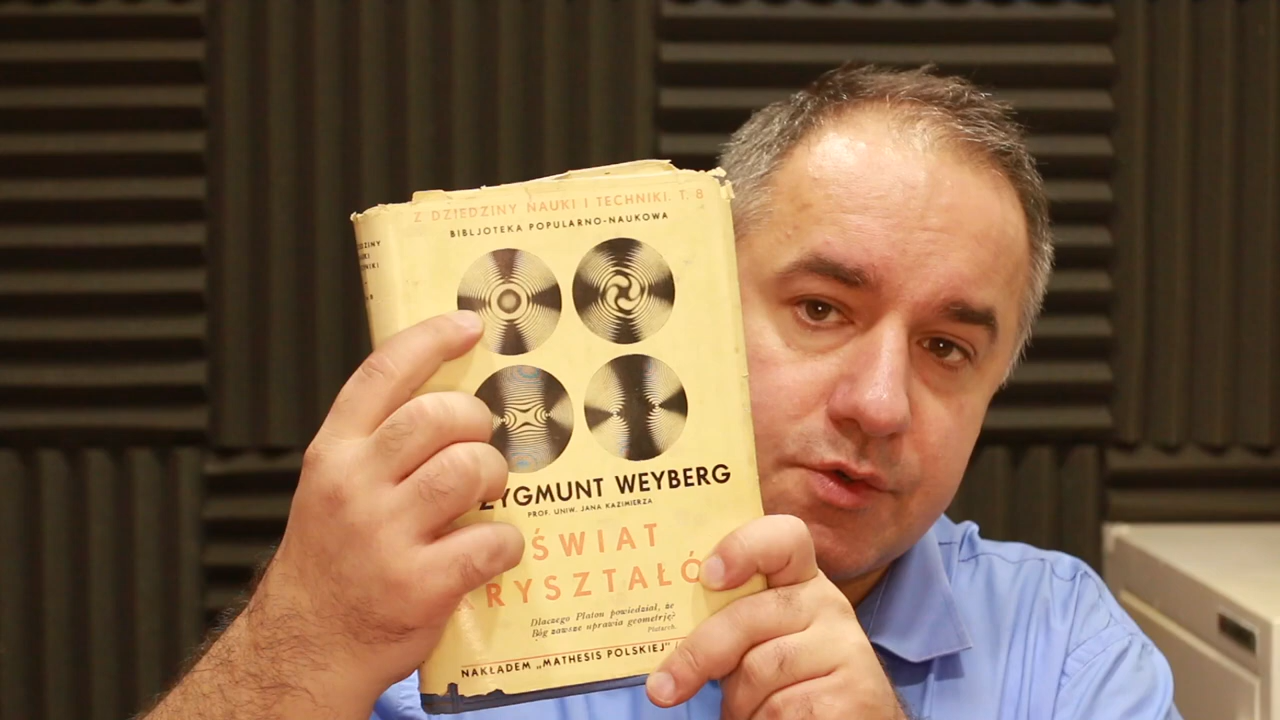 Z DZIEDZINY NAUKI I TECHNIKI. T. 8
BIBLJOTEKA POPULARNO-NAUKOWA
ZYGMUNT WEYBERG
PROF. UNIW. JANA KAZIMIERZA
ŚWIAT
RYSZTAŁÓ
Dlaczego Platon powiedział, że
Bóg zawsze uprawia geometrję?
Plutarch.
NAKŁADEM „MATHESIS POLSKIEJ"